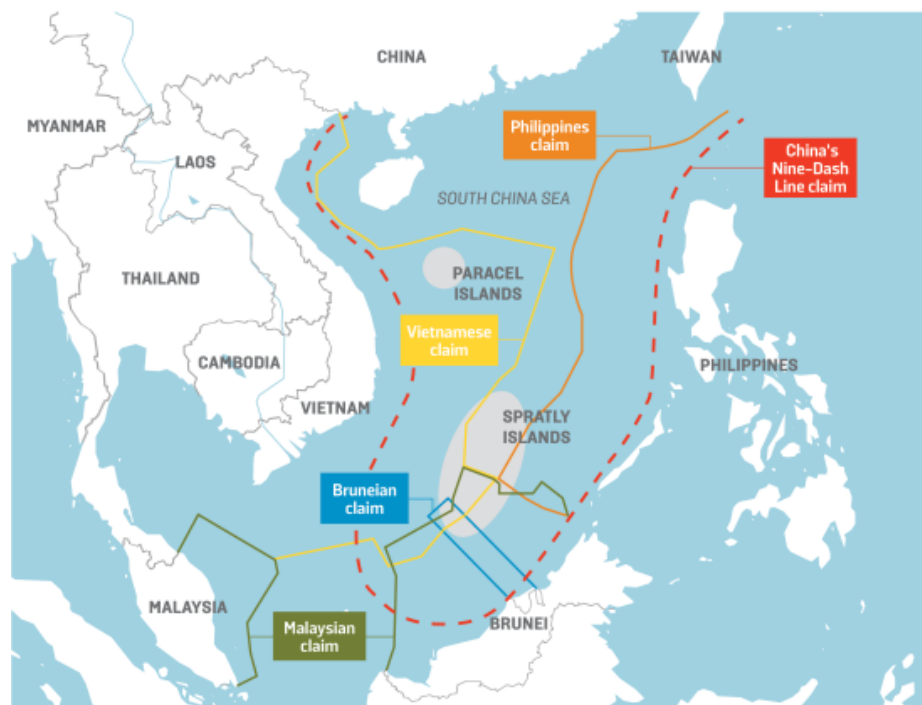 CHINA
TAIWAN
MYANMAR
Philippines
claim
China's
Nine-Dash
Line claim
LAOS
SOUTH CHINA SEA
THAILAND
PARACEL
ISLANDS
Vietnamese
claim
CAMBODIA
PHILIPPINES
VIETNAM
SPRATLY
ISLANDS
Bruneian
claim
MALAYSIA
Malaysian
claim
BRUNEI